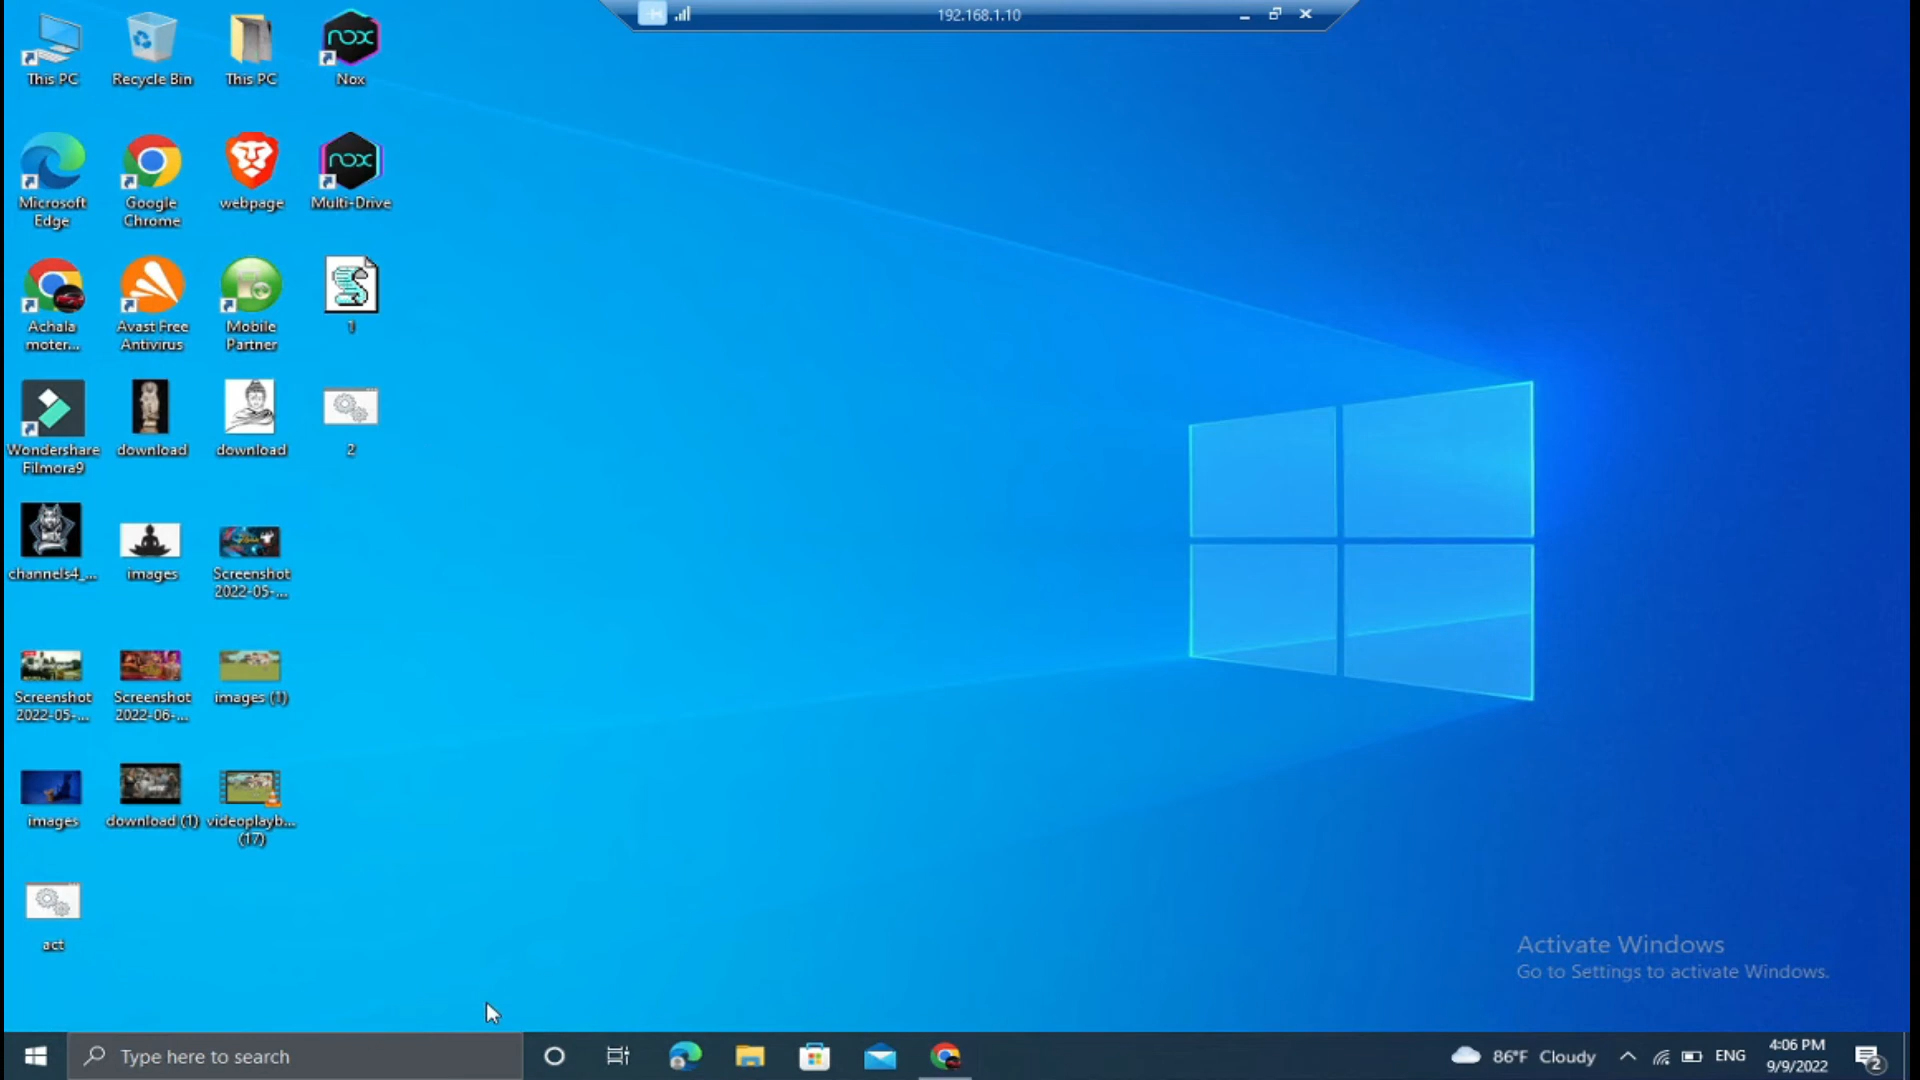 192.168.1.10
This PC
Recycle Bin
This PC
nox
Nox
Microsoft
Edge
Google
Chrome
webpage
nox
Multi-Drive
Achala
moter...
Avast Free
Antivirus
Mobile
Partner
1
Wondershare
Filmora9
download
download
2
channels4_...
images
Screenshot
2022-05-...
Screenshot
2022-05-...
Screenshot
2022-06-...
images (1)
images
download (1)
videoplayb...
(17)
act
Activate Windows
Go to Settings to activate Windows.
Type here to search
86°F Cloudy
ENG
4:06 PM
9/9/2022
2